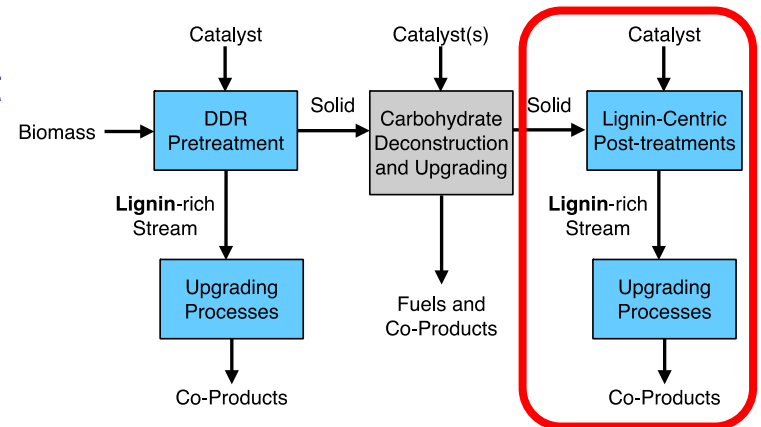 Catalyst
Catalyst(s)
Catalyst
Biomass
DDR
Pretreatment
Solid
Carbohydrate
Deconstruction
and Upgrading
Solid
Lignin-Centric
Post-treatments
Lignin-rich
Stream
Lignin-rich
Stream
Upgrading
Processes
Fuels and
Co-Products
Upgrading
Processes
Co-Products
Co-Products